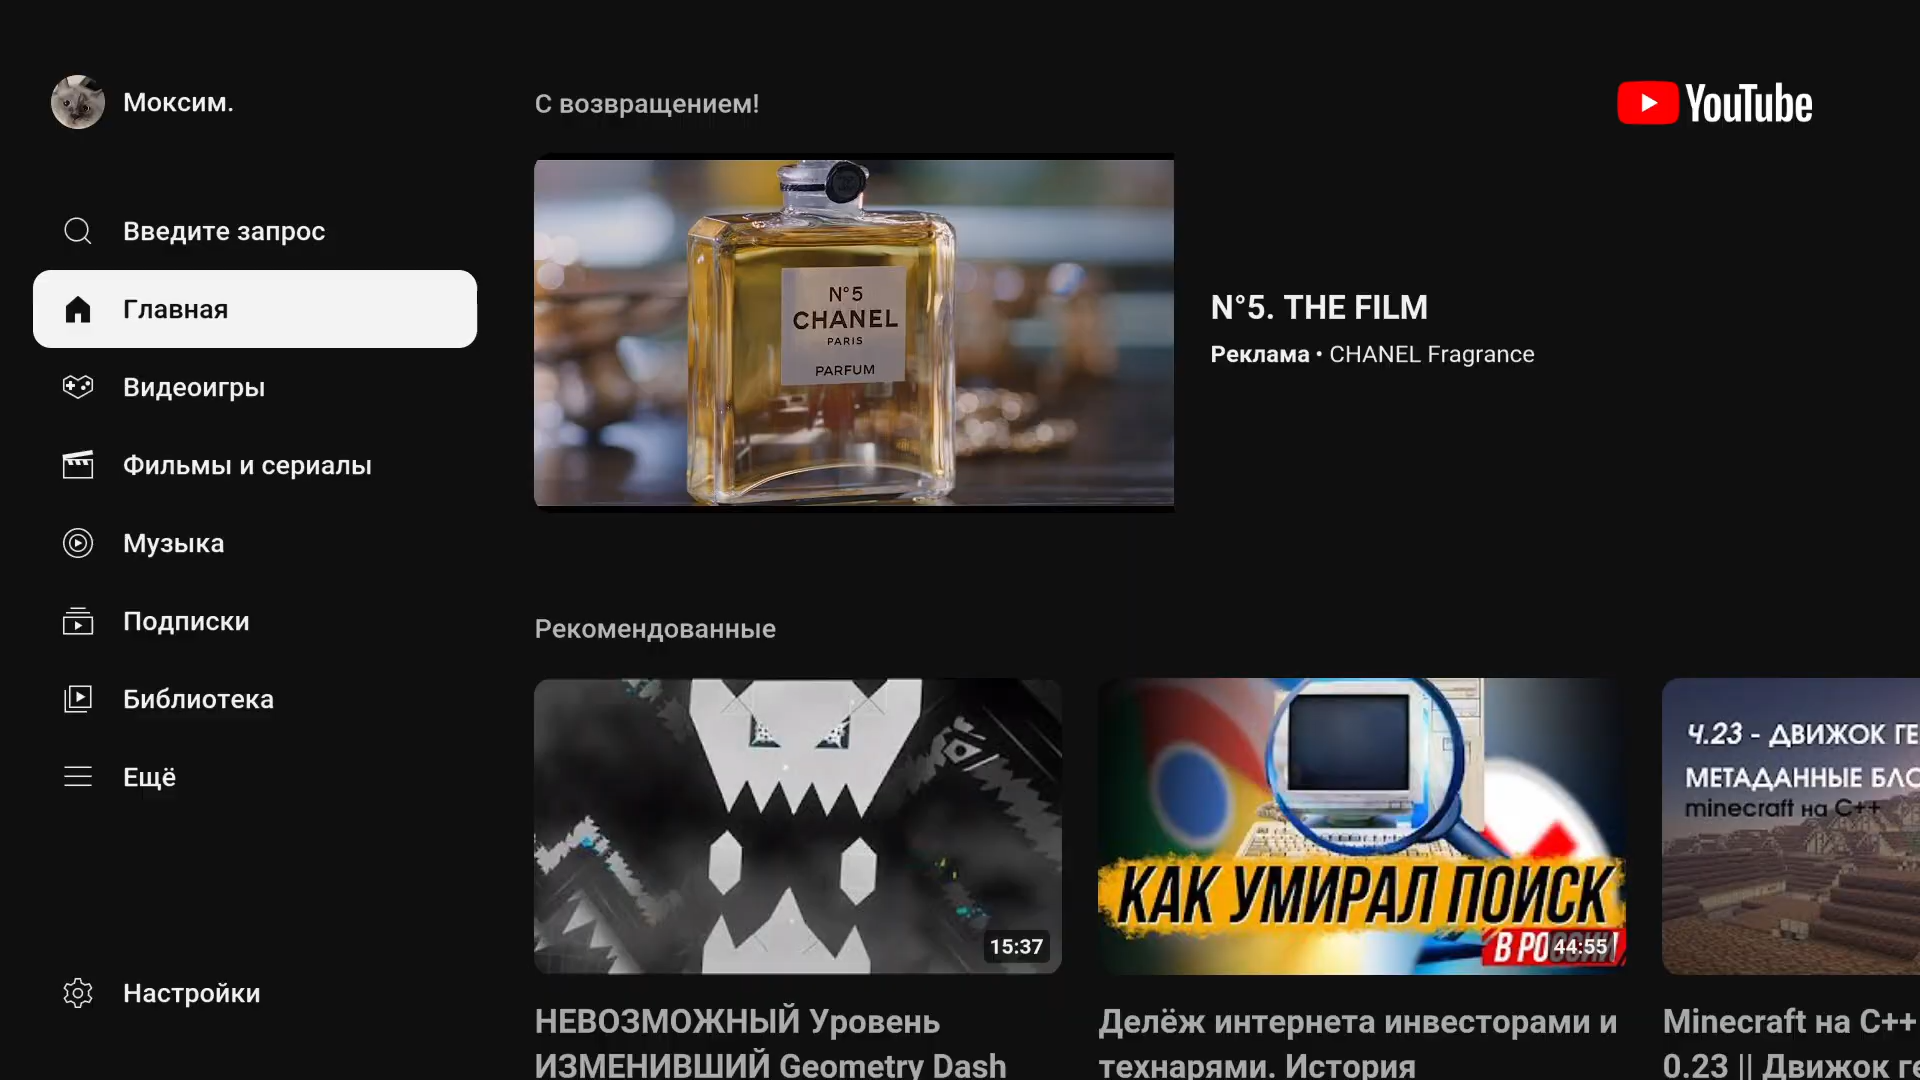 Моксим.
Введите запрос
Главная
Видеоигры
Фильмы и сериалы
Музыка
Подписки
Библиотека
Ещё
Настройки
С возвращением!
YouTube
N°5
CHANEL
PARIS
PARFUM
N°5. THE FILM
Реклама • CHANEL Fragrance
Рекомендованные
15:37
НЕВОЗМОЖНЫЙ Уровень
ИЗМЕНИВШИЙ Geometry Dash
КАК УМИРАЛ ПОИСК
В РОССИИ
44:55
Делёж интернета инвесторами и
технарями. История
Ч.23 - ДВИЖОК ГЕ
МЕТАДАННЫЕ БЛО
minecraft на C++
Minecraft на C++
0.23 || Движок ге